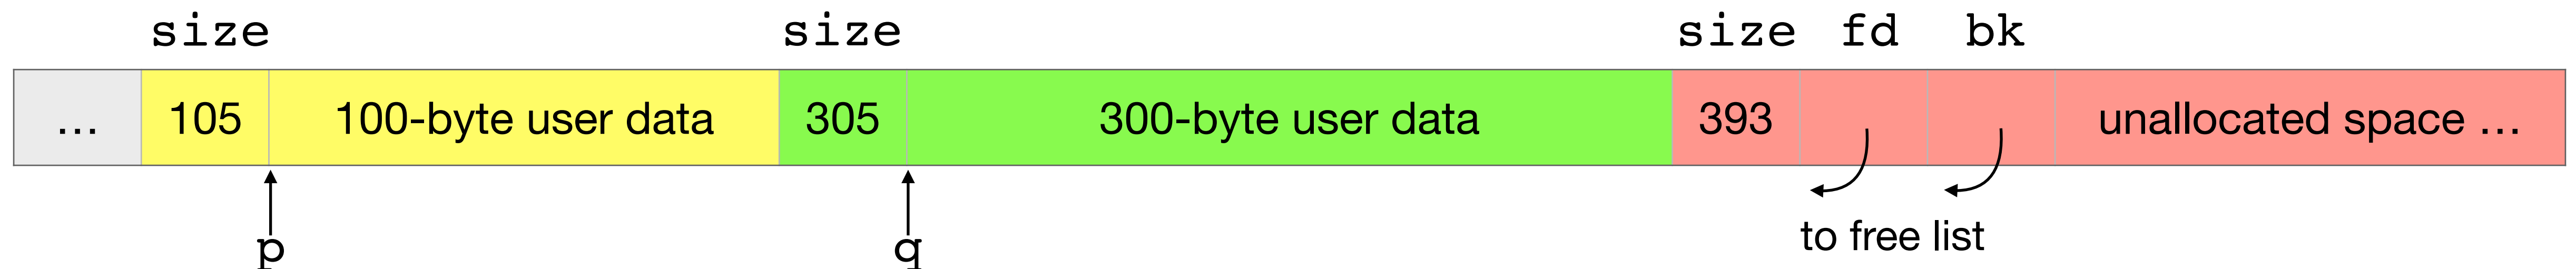 size size size fd bk
... 105 100-byte user data 305 300-byte user data 393 unallocated space ...
to free list
p q